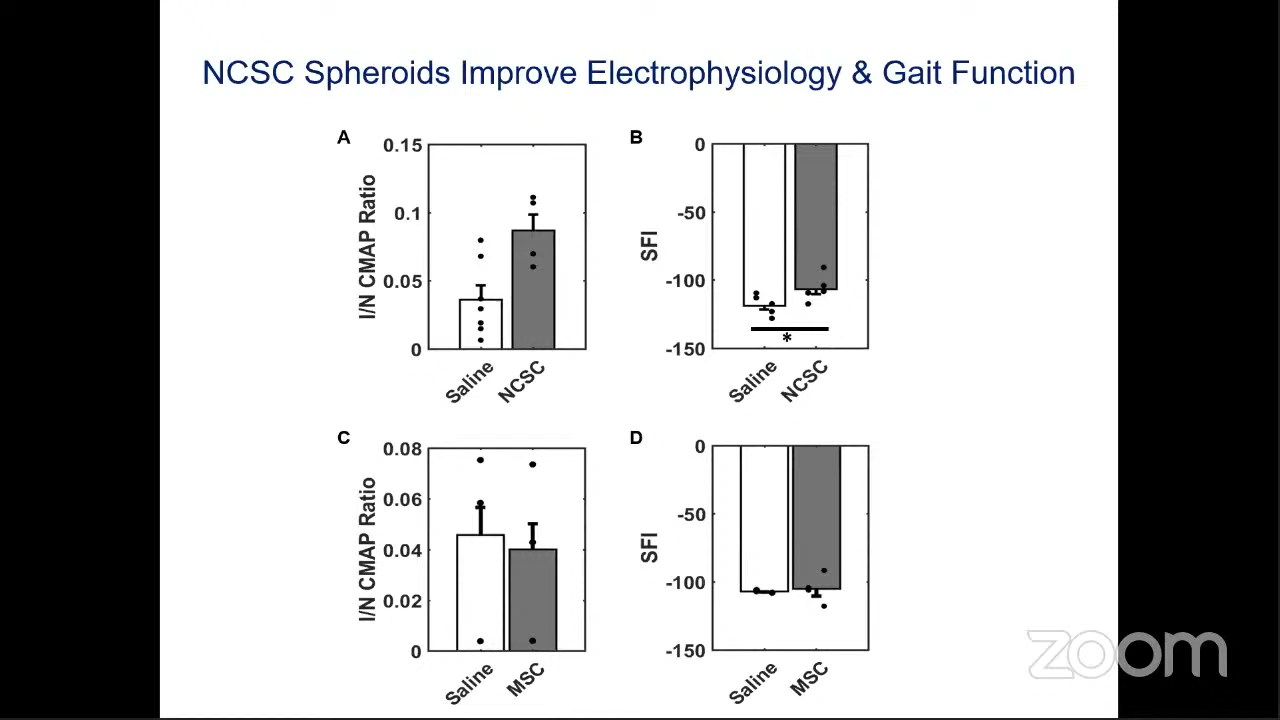 NCSC Spheroids Improve Electrophysiology & Gait Function
A
I/N CMAP Ratio
0.15
0.1
0.05
0
Saline
NCSC
B
SFI
0
-50
-100
-150
*
Saline
NCSC
C
I/N CMAP Ratio
0.08
0.06
0.04
0.02
0
Saline
MSC
D
SFI
0
-50
-100
-150
Saline
MSC
zoom